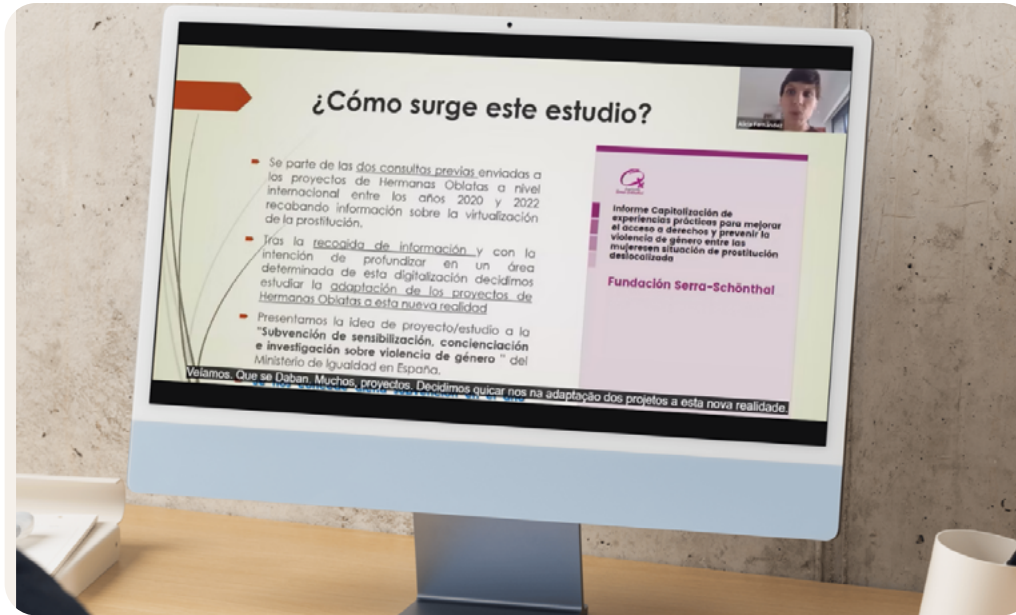 ¿Cómo surge este estudio?
Se parte de las dos consultas previas enviadas a
los proyectos de Hermanas Oblatas a nivel
internacional entre los años 2020 y 2022
recabando información sobre la virtualización
de la prostitución.
Tras la recogida de información y con la
intención de profundizar en un área
determinada de esta digitalización decidimos
estudiar la adaptación de los proyectos de
Hermanas Oblatas a esta nueva realidad
Presentamos la idea de proyecto/estudio a la
"Subvención de sensibilización, concienciación
e investigación sobre violencia de género " del
Ministerio de Igualdad en España.
Alicia Fernández
Informe Capitalización de
experiencias prácticas para mejorar
el acceso a derechos y prevenir la
violencia de género entre las
mujeresen situación de prostitución
deslocalizada
Fundación Serra-Schönthal
Velamos. Que se Daban. Muchos, proyectos. Decidimos quicar nos na adaptação dos projetos a esta nova realidade.